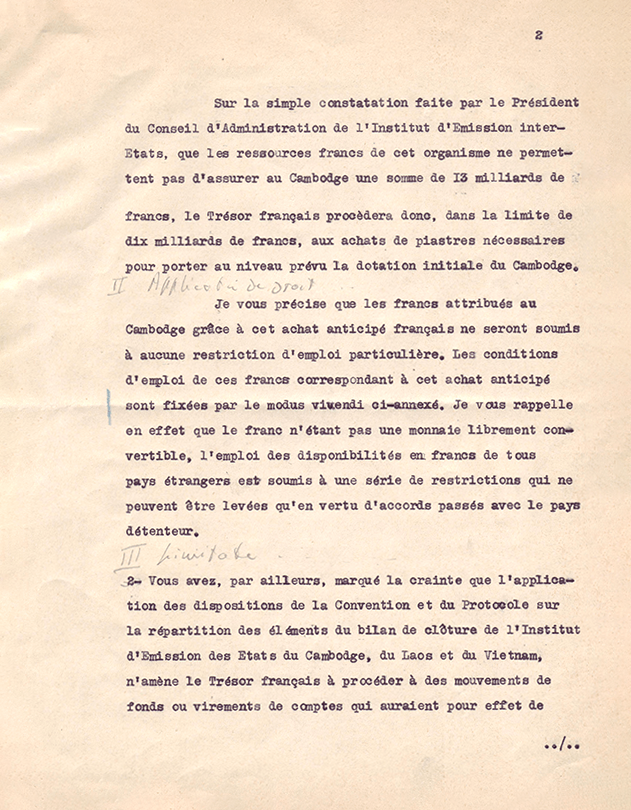 2
Sur la simple constatation faite par le Président
du Conseil d'Administration de l'Institut d'Emission inter-
Etats, que les ressources francs de cet organisme ne permet-
tent pas d'assurer au Cambodge une somme de 13 milliards de
francs, le Trésor français procèdera donc, dans la limite de
dix milliards de francs, aux achats de piastres nécessaires
pour porter au niveau prévu la dotation initiale du Cambodge.
II Application de Droit
Je vous précise que les francs attribués au
Cambodge grâce à cet achat anticipé français ne seront soumis
à aucune restriction d'emploi particulière. Les conditions
d'emploi de ces francs correspondant à cet achat anticipé
sont fixées par le modus vivendi ci-annexé. Je vous rappelle
en effet que le franc n'étant pas une monnaie librement con-
vertible, l'emploi des disponibilités en francs de tous
pays étrangers est soumis à une série de restrictions qui ne
peuvent être levées qu'en vertu d'accords passés avec le pays
détenteur.
III
2- Vous avez, par ailleurs, marqué la crainte que l'applica-
tion des dispositions de la Convention et du Protocole sur
la répartition des éléments du bilan de clôture de l'Institut
d'Emission des Etats du Cambodge, du Laos et du Vietnam,
n'amène le Trésor français à procéder à des mouvements de
fonds ou virements de comptes qui auraient pour effet de
../..